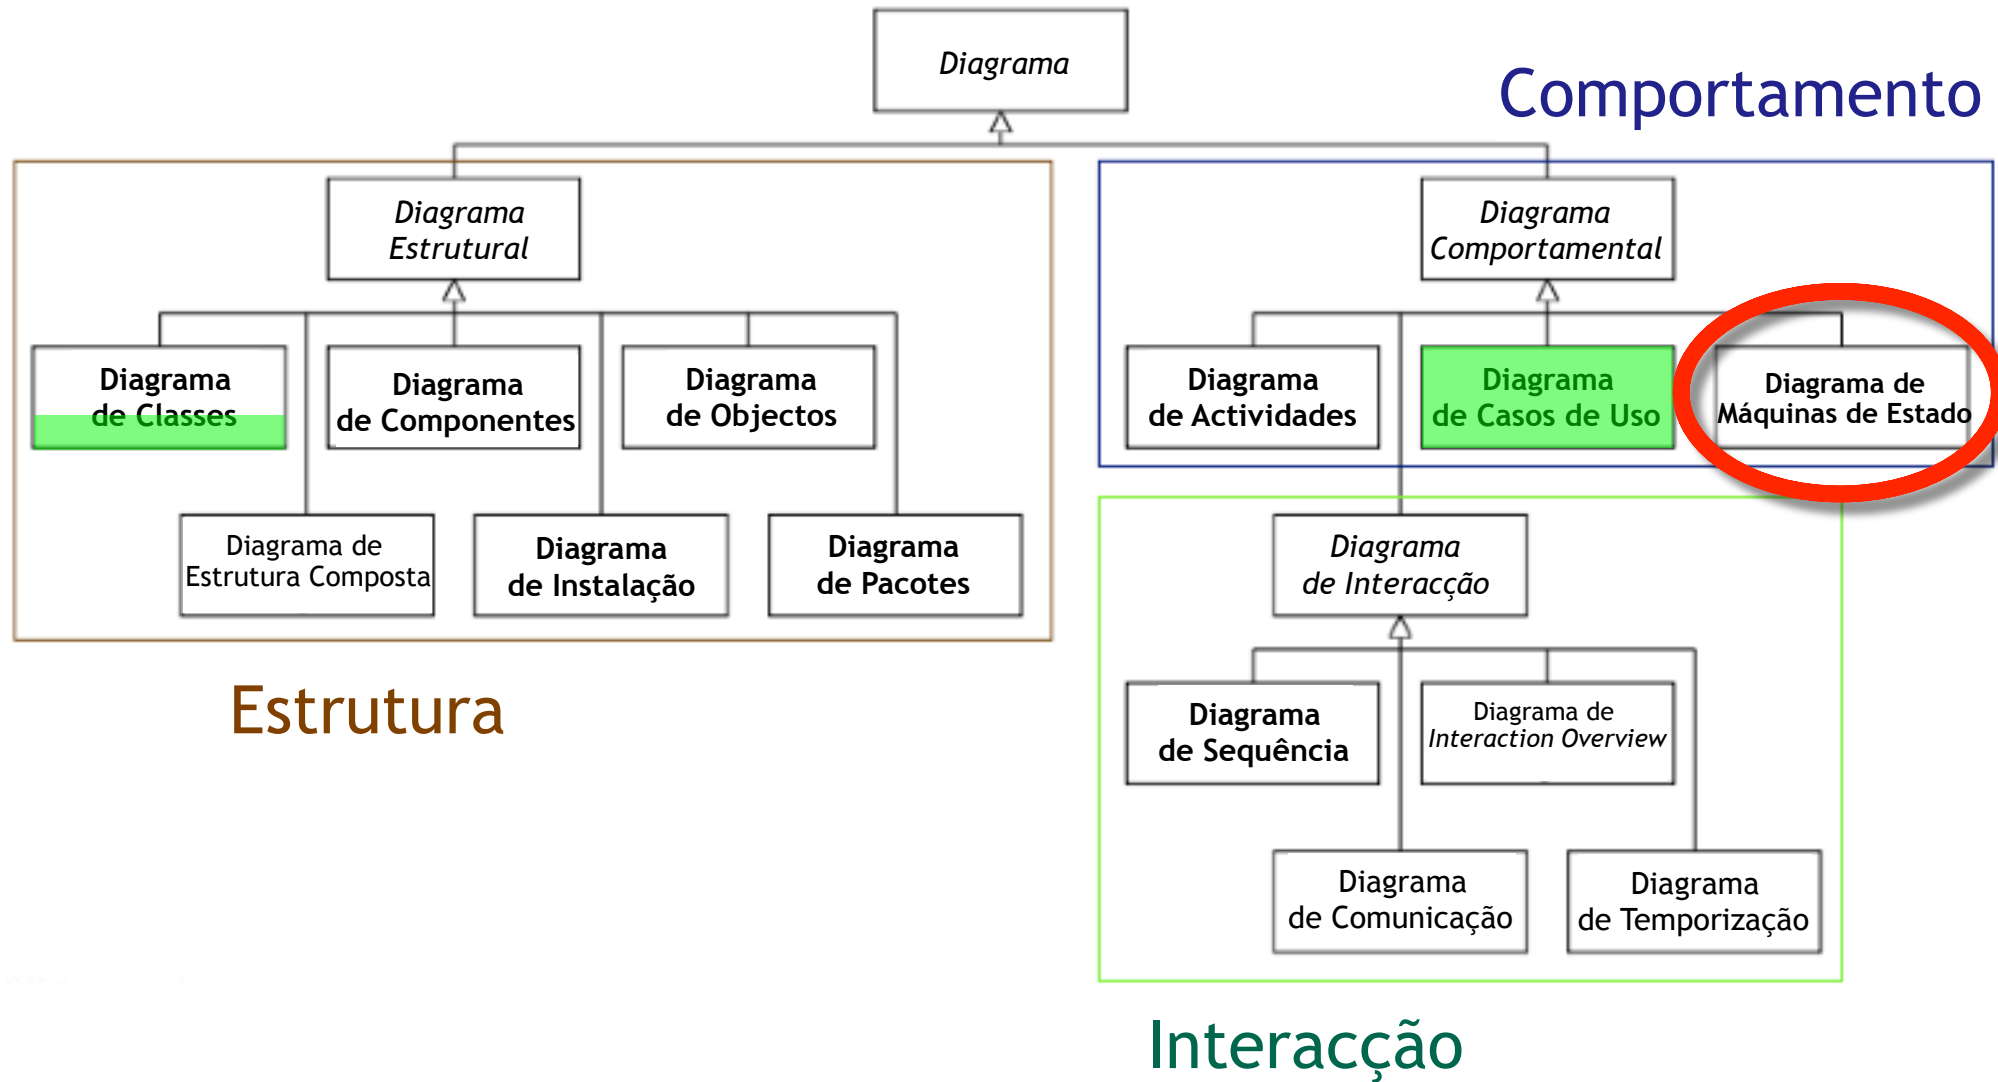 Diagrama
Comportamento
Diagrama
Estrutural
Diagrama
Comportamental
Diagrama
de Classes
Diagrama
de Componentes
Diagrama
de Objectos
Diagrama
de Actividades
Diagrama
de Casos de Uso
Diagrama de
Máquinas de Estado
Diagrama de
Estrutura Composta
Diagrama
de Instalação
Diagrama
de Pacotes
Diagrama
de Interacção
Estrutura
Diagrama
de Sequência
Diagrama de
Interaction Overview
Diagrama
de Comunicação
Diagrama
de Temporização
Interacção